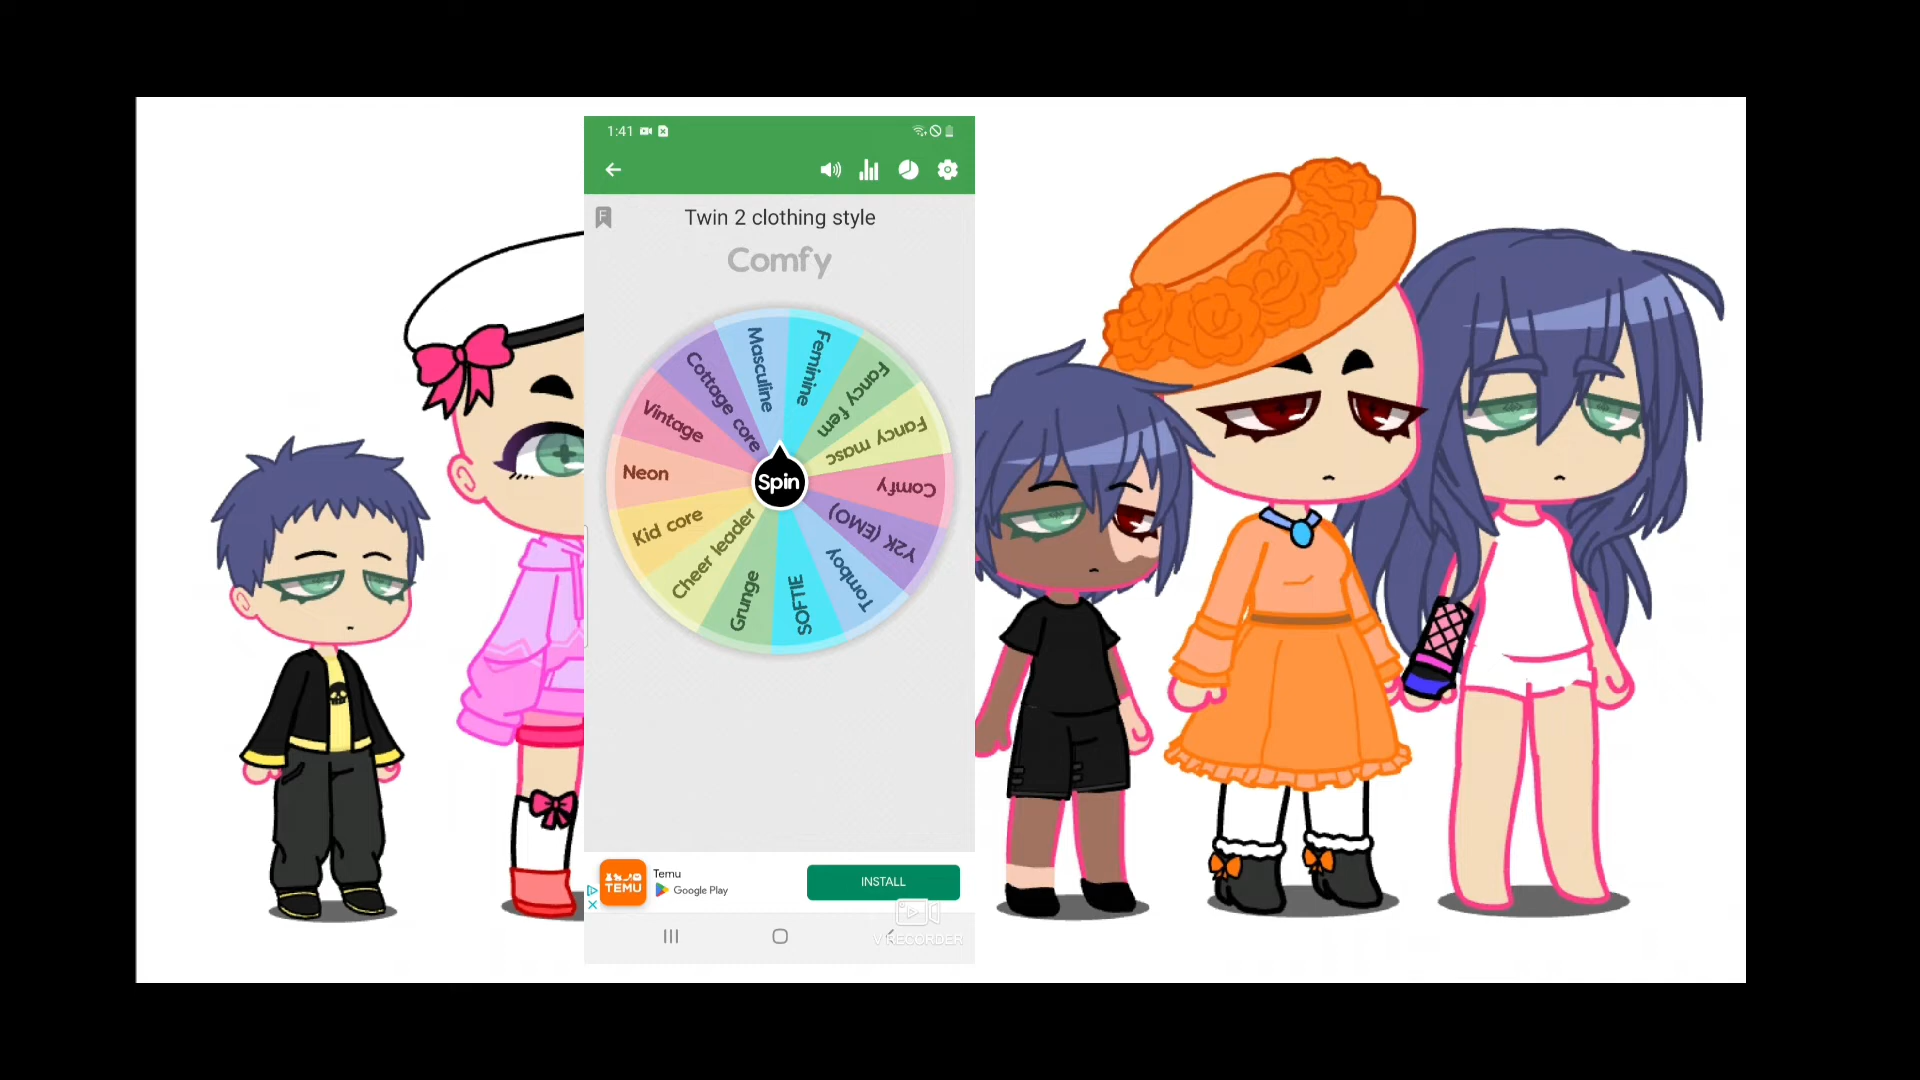 1:41
Twin 2 clothing style
Comfy
Masculine
Feminine
Fancy fem
Fancy masc
Comfy
Y2K (EMO)
Tomboy
SOFTIE
Grunge
Cheer leader
Kid core
Neon
Vintage
Cottage core
Spin
TEMU
Temu
Google Play
INSTALL
V RECORDER